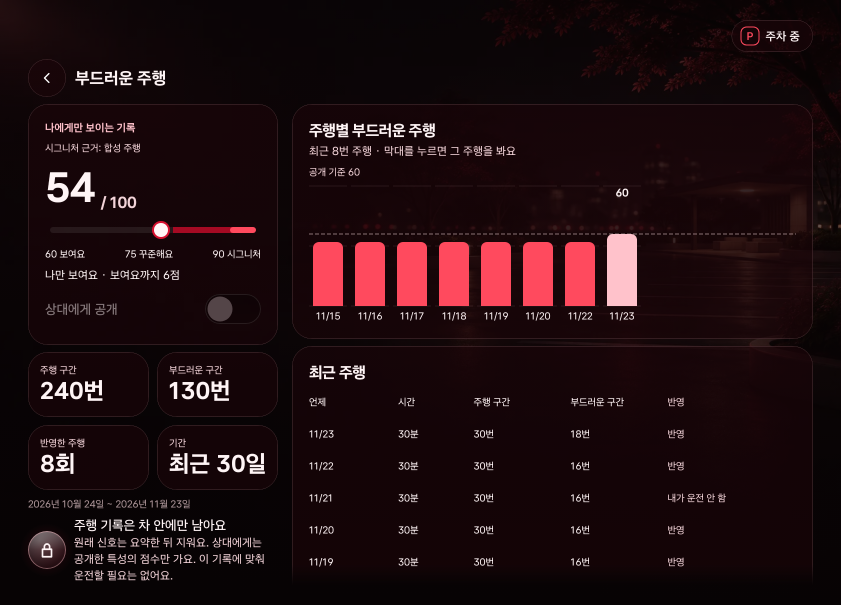 P 주차 중
부드러운 주행
나에게만 보이는 기록
시그니처 근거: 합성 주행
54 / 100
60 보여요 75 꾸준해요 90 시그니처
나만 보여요 · 보여요까지 6점
상대에게 공개
주행 구간
240번
부드러운 구간
130번
반영한 주행
8회
기간
최근 30일
2026년 10월 24일 ~ 2026년 11월 23일
주행 기록은 차 안에만 남아요
원래 신호는 요약한 뒤 지워요. 상대에게는
공개한 특성의 점수만 가요. 이 기록에 맞춰
운전할 필요는 없어요.
주행별 부드러운 주행
최근 8번 주행 · 막대를 누르면 그 주행을 봐요
공개 기준 60
60
11/15 11/16 11/17 11/18 11/19 11/20 11/22 11/23
최근 주행
언제 시간 주행 구간 부드러운 구간 반영
11/23 30분 30번 18번 반영
11/22 30분 30번 16번 반영
11/21 30분 30번 16번 내가 운전 안 함
11/20 30분 30번 16번 반영
11/19 30분 30번 16번 반영